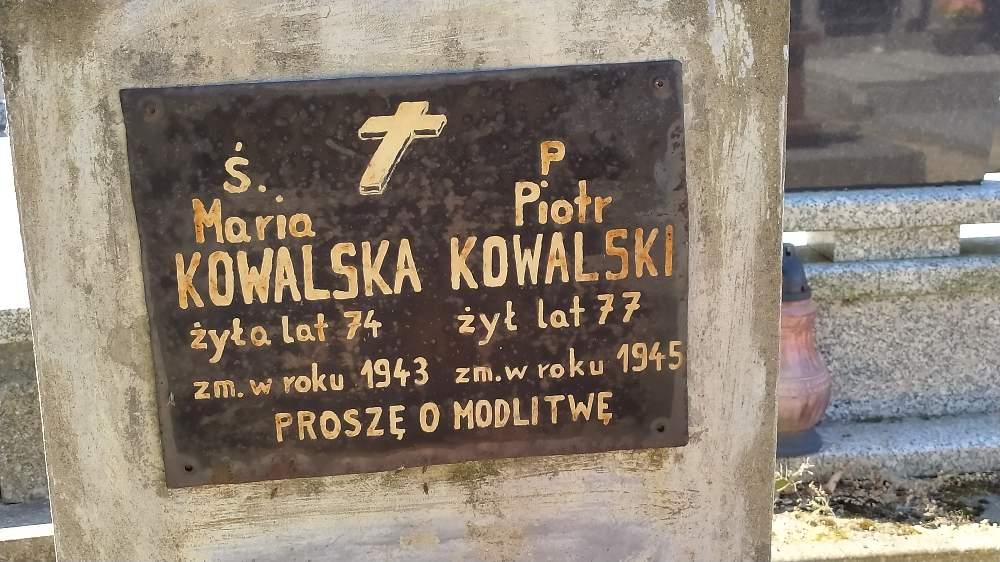 Ś. P
Maria Piotr
KOWALSKA KOWALSKI
żyła lat 74 żył lat 77
zm. w roku 1943 zm. w roku 1945
PROSZĘ O MODLITWĘ